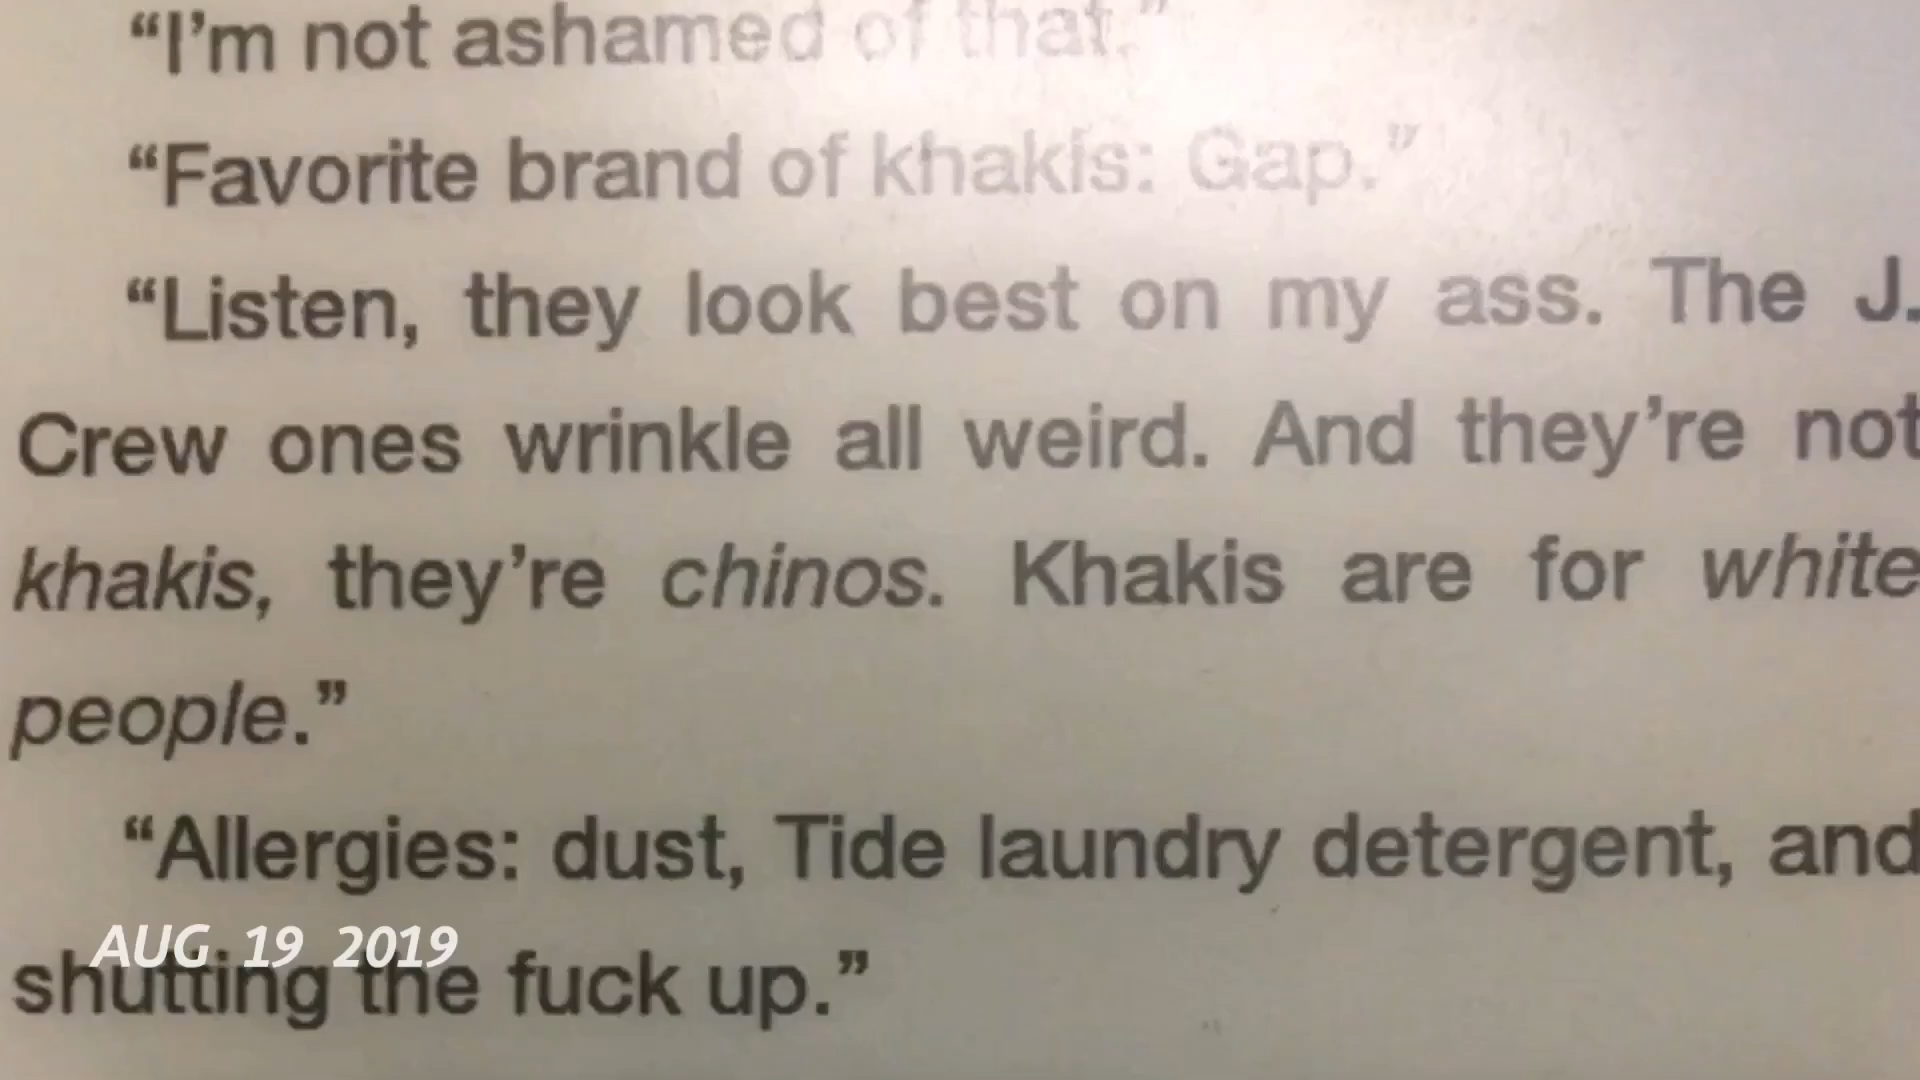 “I’m not ashamed of that.”
“Favorite brand of khakis: Gap.”
“Listen, they look best on my ass. The J.
Crew ones wrinkle all weird. And they’re not
khakis, they’re chinos. Khakis are for white
people.”
“Allergies: dust, Tide laundry detergent, and
AUG 19 2019
shutting the fuck up.”